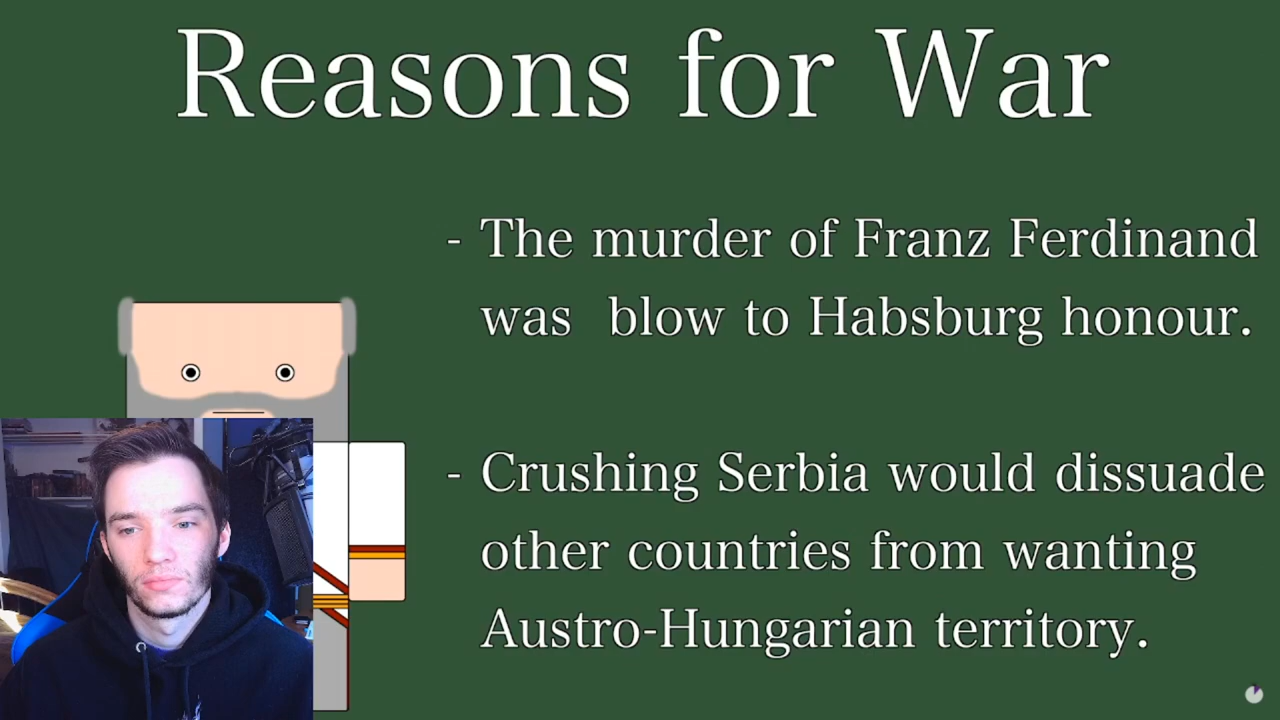 Reasons for War
- The murder of Franz Ferdinand
was blow to Habsburg honour.
- Crushing Serbia would dissuade
other countries from wanting
Austro-Hungarian territory.